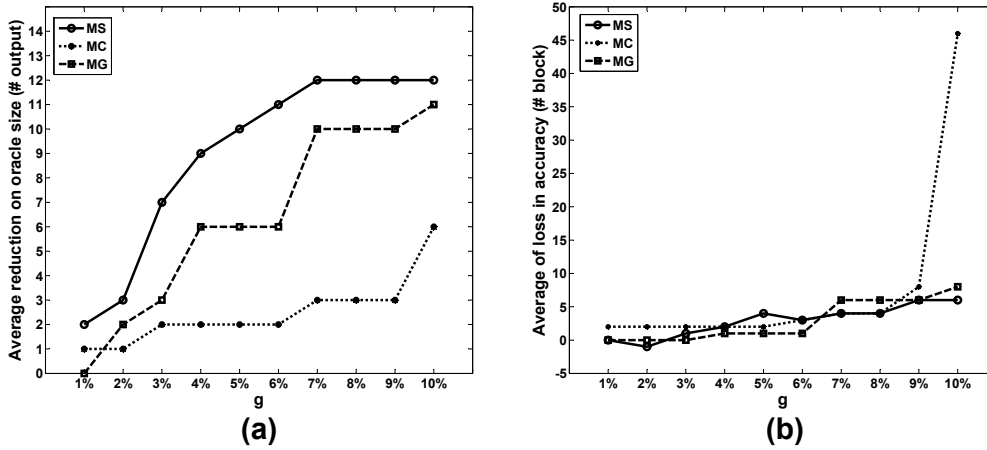 Average reduction on oracle size (# output)
14
13
12
11
10
9
8
7
6
5
4
3
2
1
0
MS
MC
MG
1% 2% 3% 4% 5% 6% 7% 8% 9% 10%
g
(a)
Average of loss in accuracy (# block)
50
45
40
35
30
25
20
15
10
5
0
-5
MS
MC
MG
1% 2% 3% 4% 5% 6% 7% 8% 9% 10%
g
(b)